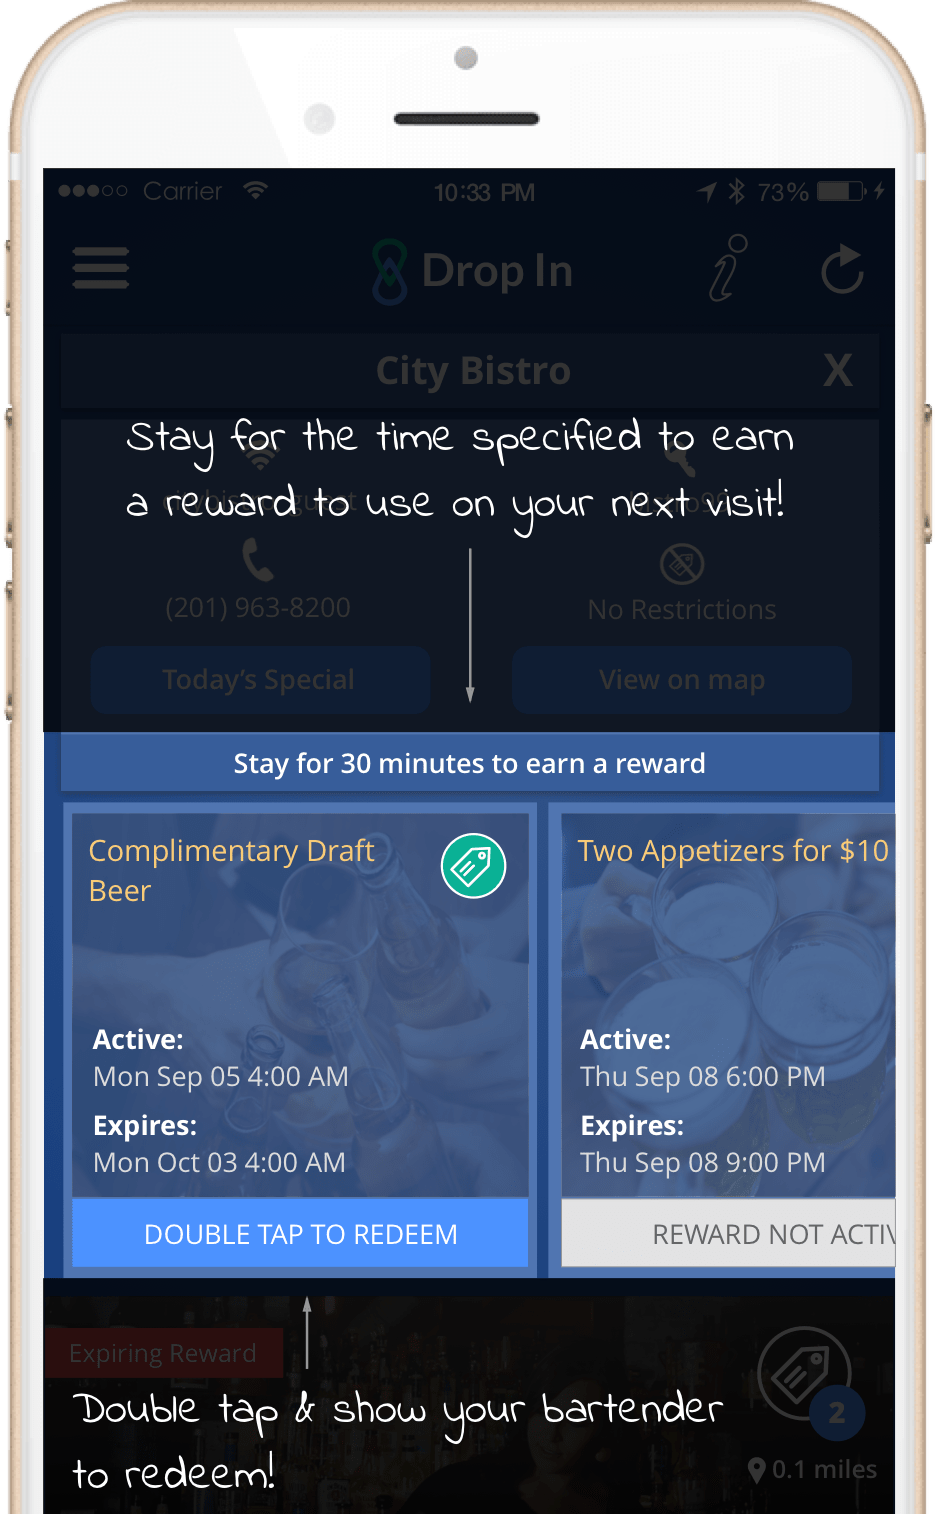 Carrier 10:33 PM 73%
Drop In
City Bistro X
Stay for the time specified to earn
a reward to use on your next visit!
(201) 963-8200 No Restrictions
Today's Special View on map
Stay for 30 minutes to earn a reward
Complimentary Draft
Beer
Active:
Mon Sep 05 4:00 AM
Expires:
Mon Oct 03 4:00 AM
DOUBLE TAP TO REDEEM
Two Appetizers for $10
Active:
Thu Sep 08 6:00 PM
Expires:
Thu Sep 08 9:00 PM
REWARD NOT ACTIV
Expiring Reward
2
Double tap & show your bartender
to redeem!
0.1 miles